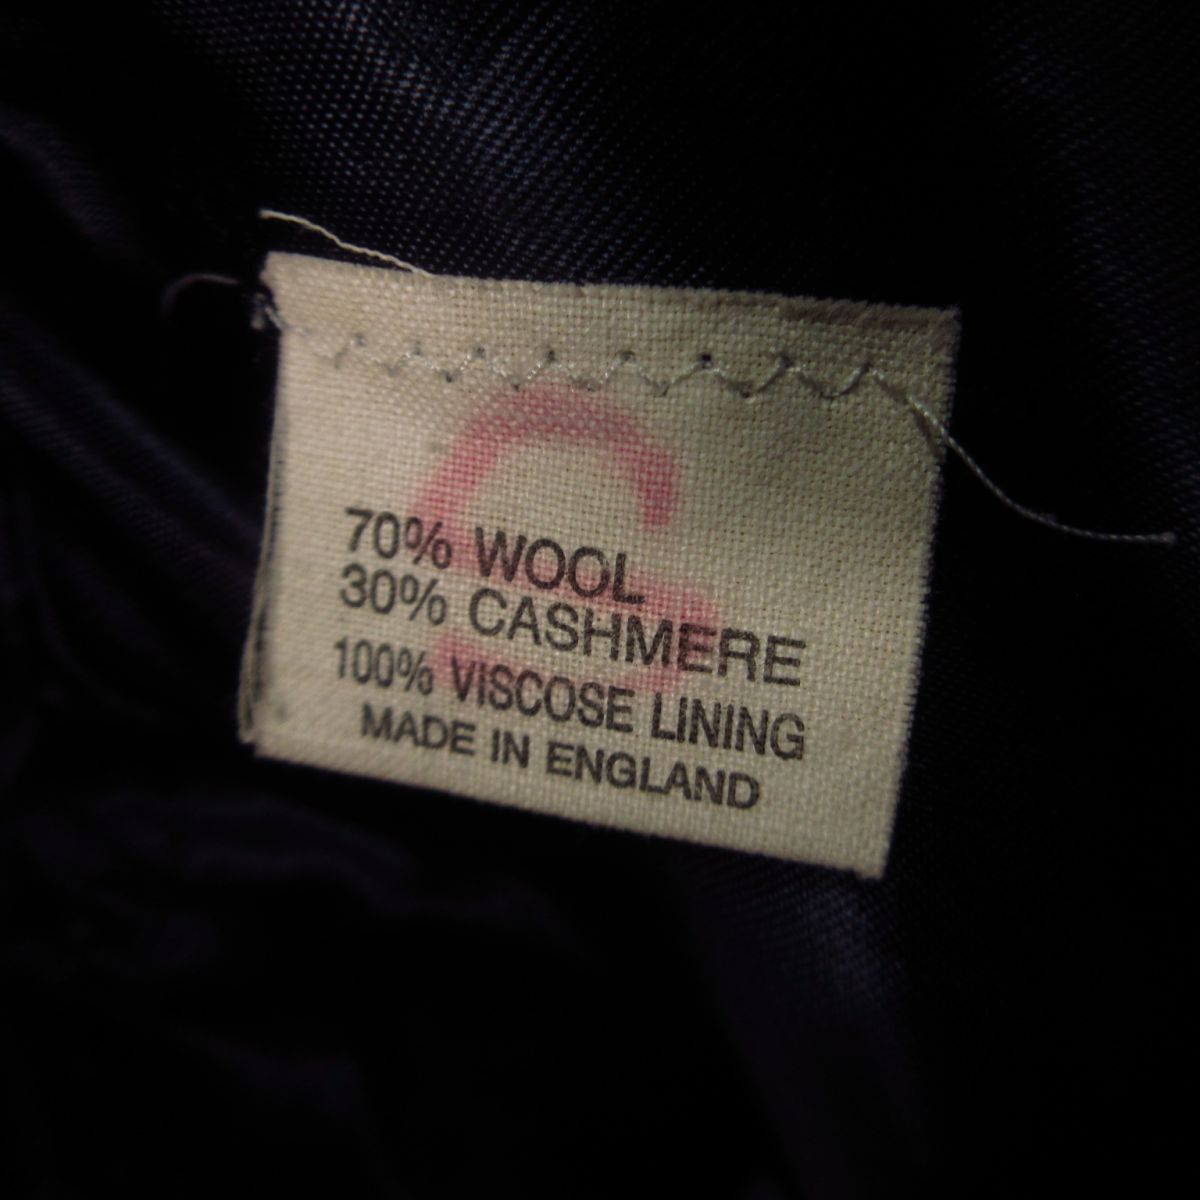 70% WOOL
30% CASHMERE
100% VISCOSE LINING
MADE IN ENGLAND